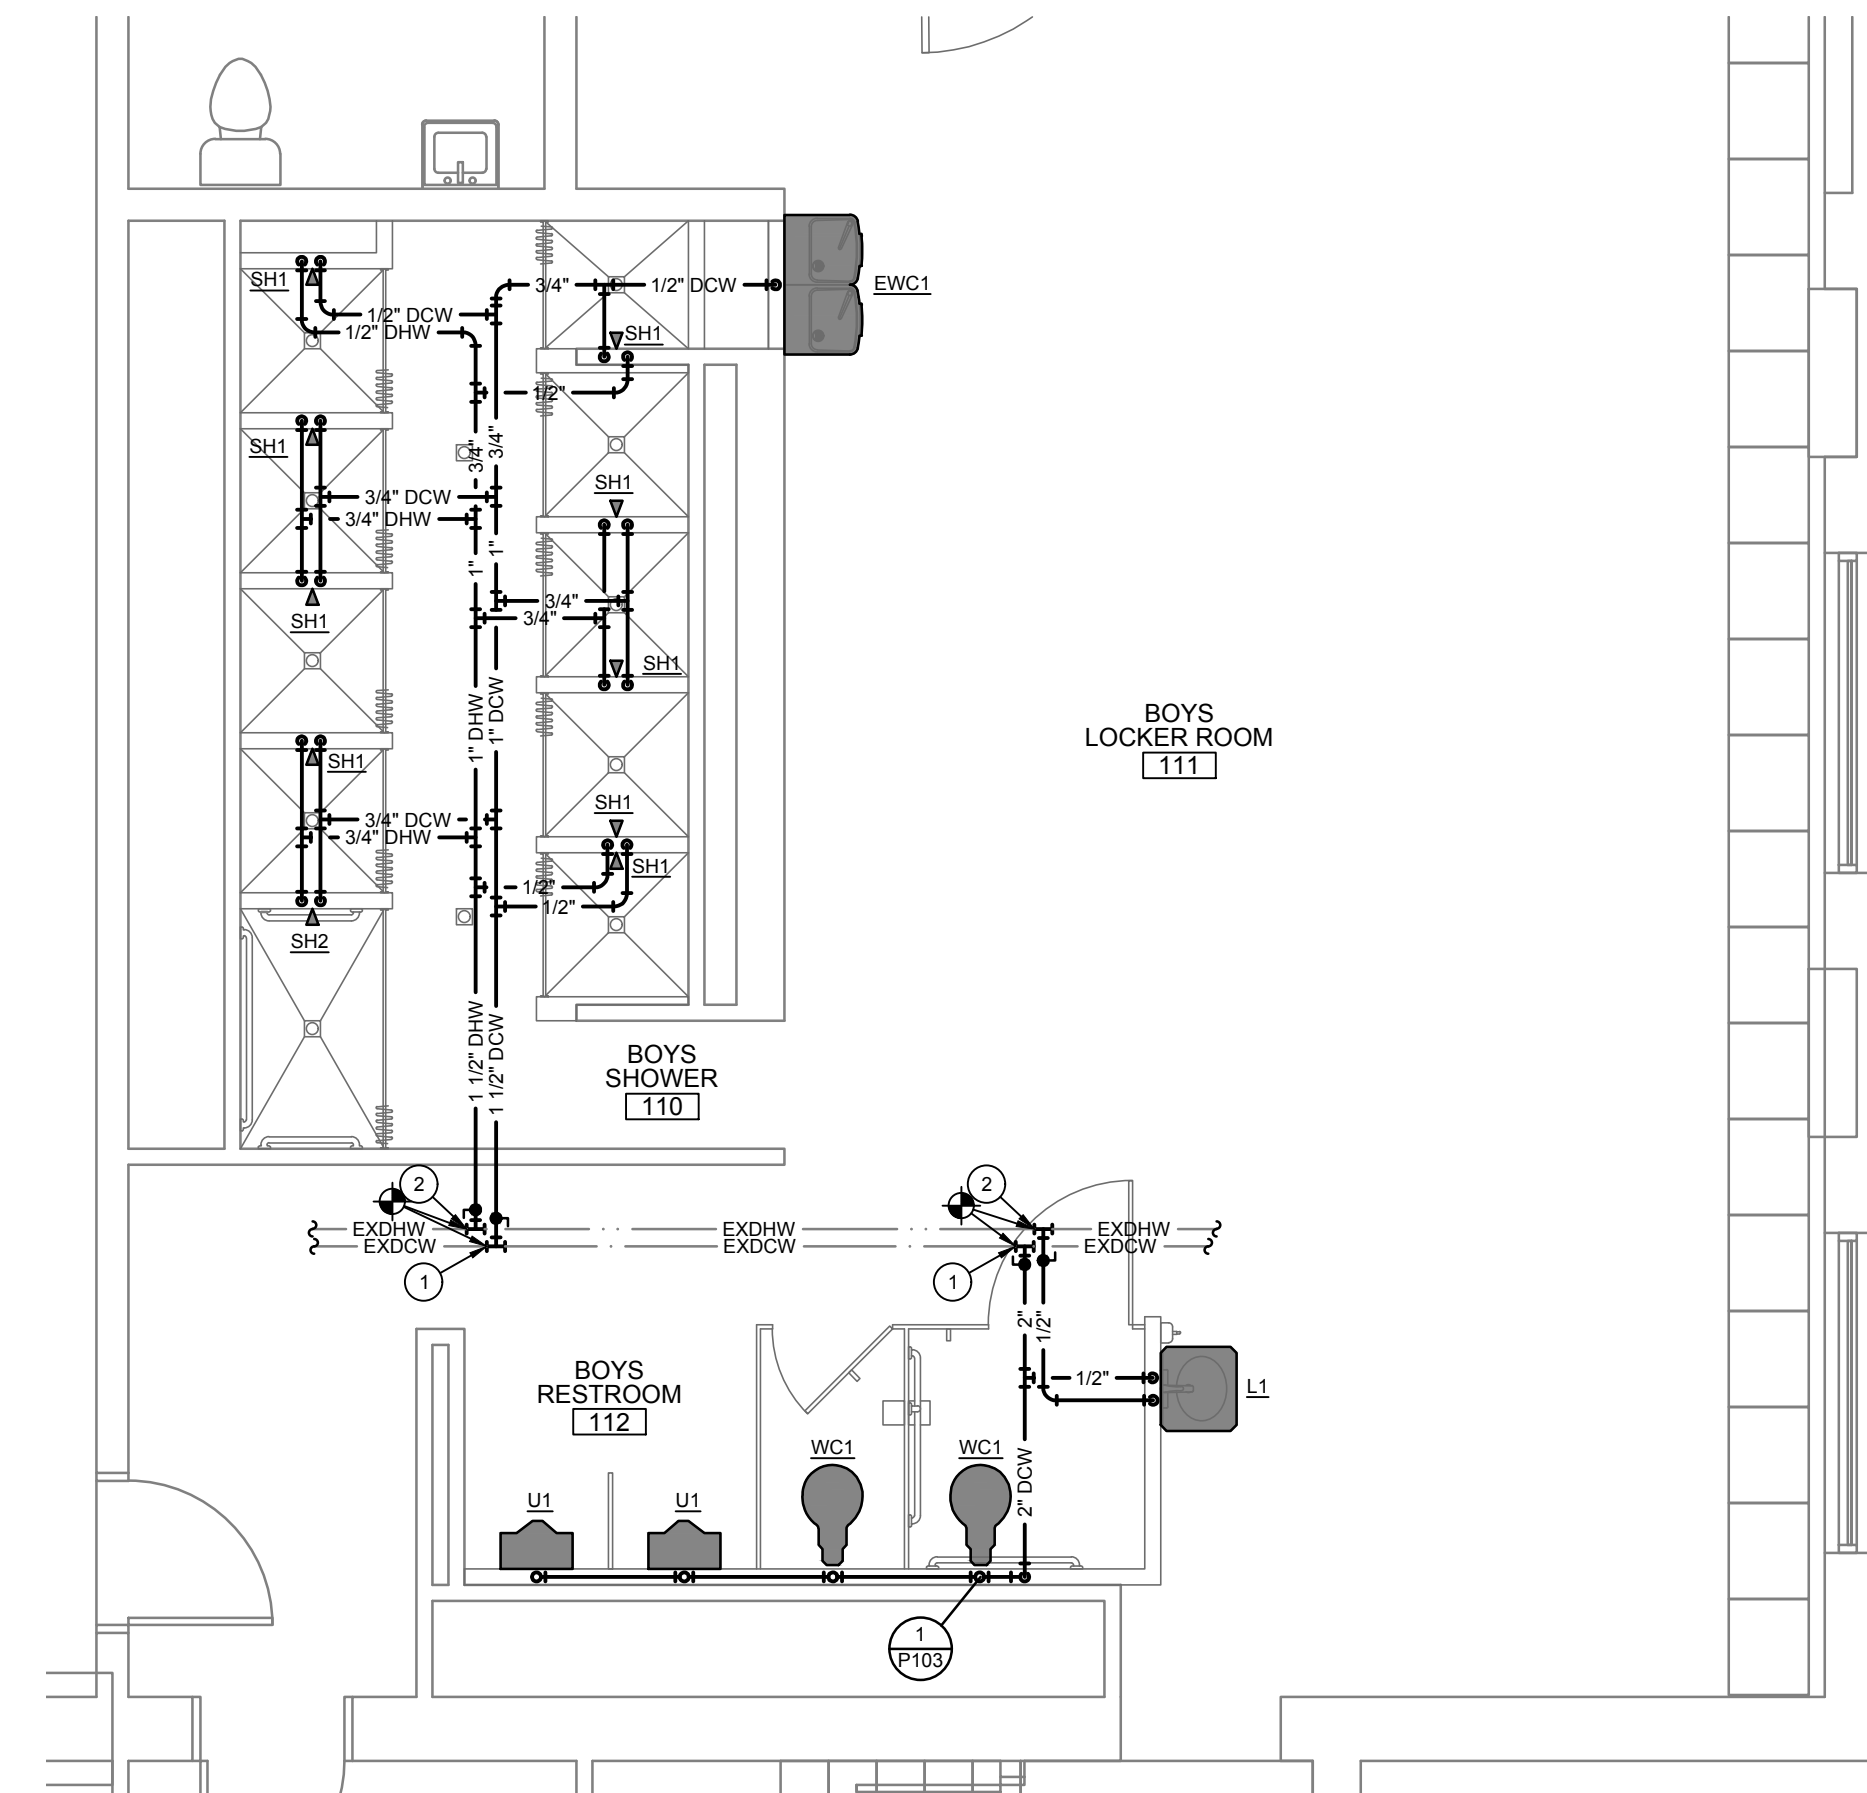 SH1
3/4"
1/2" DCW
EWC1
1/2" DCW
1/2" DHW
SH1
1/2"
SH1
3/4"
3/4"
SH1
3/4" DCW
3/4" DHW
1"
1"
3/4"
3/4"
SH1
SH1
1" DHW
1" DCW
BOYS
LOCKER ROOM
111
SH1
SH1
3/4" DCW
3/4" DHW
SH1
1/2"
1/2"
SH2
1 1/2" DHW
1 1/2" DCW
BOYS
SHOWER
110
2
2
EXDHW
EXDHW
EXDHW
EXDCW
EXDCW
EXDCW
1
1
2"
1/2"
BOYS
RESTROOM
112
1/2"
L1
WC1
WC1
2" DCW
U1
U1
1
P103